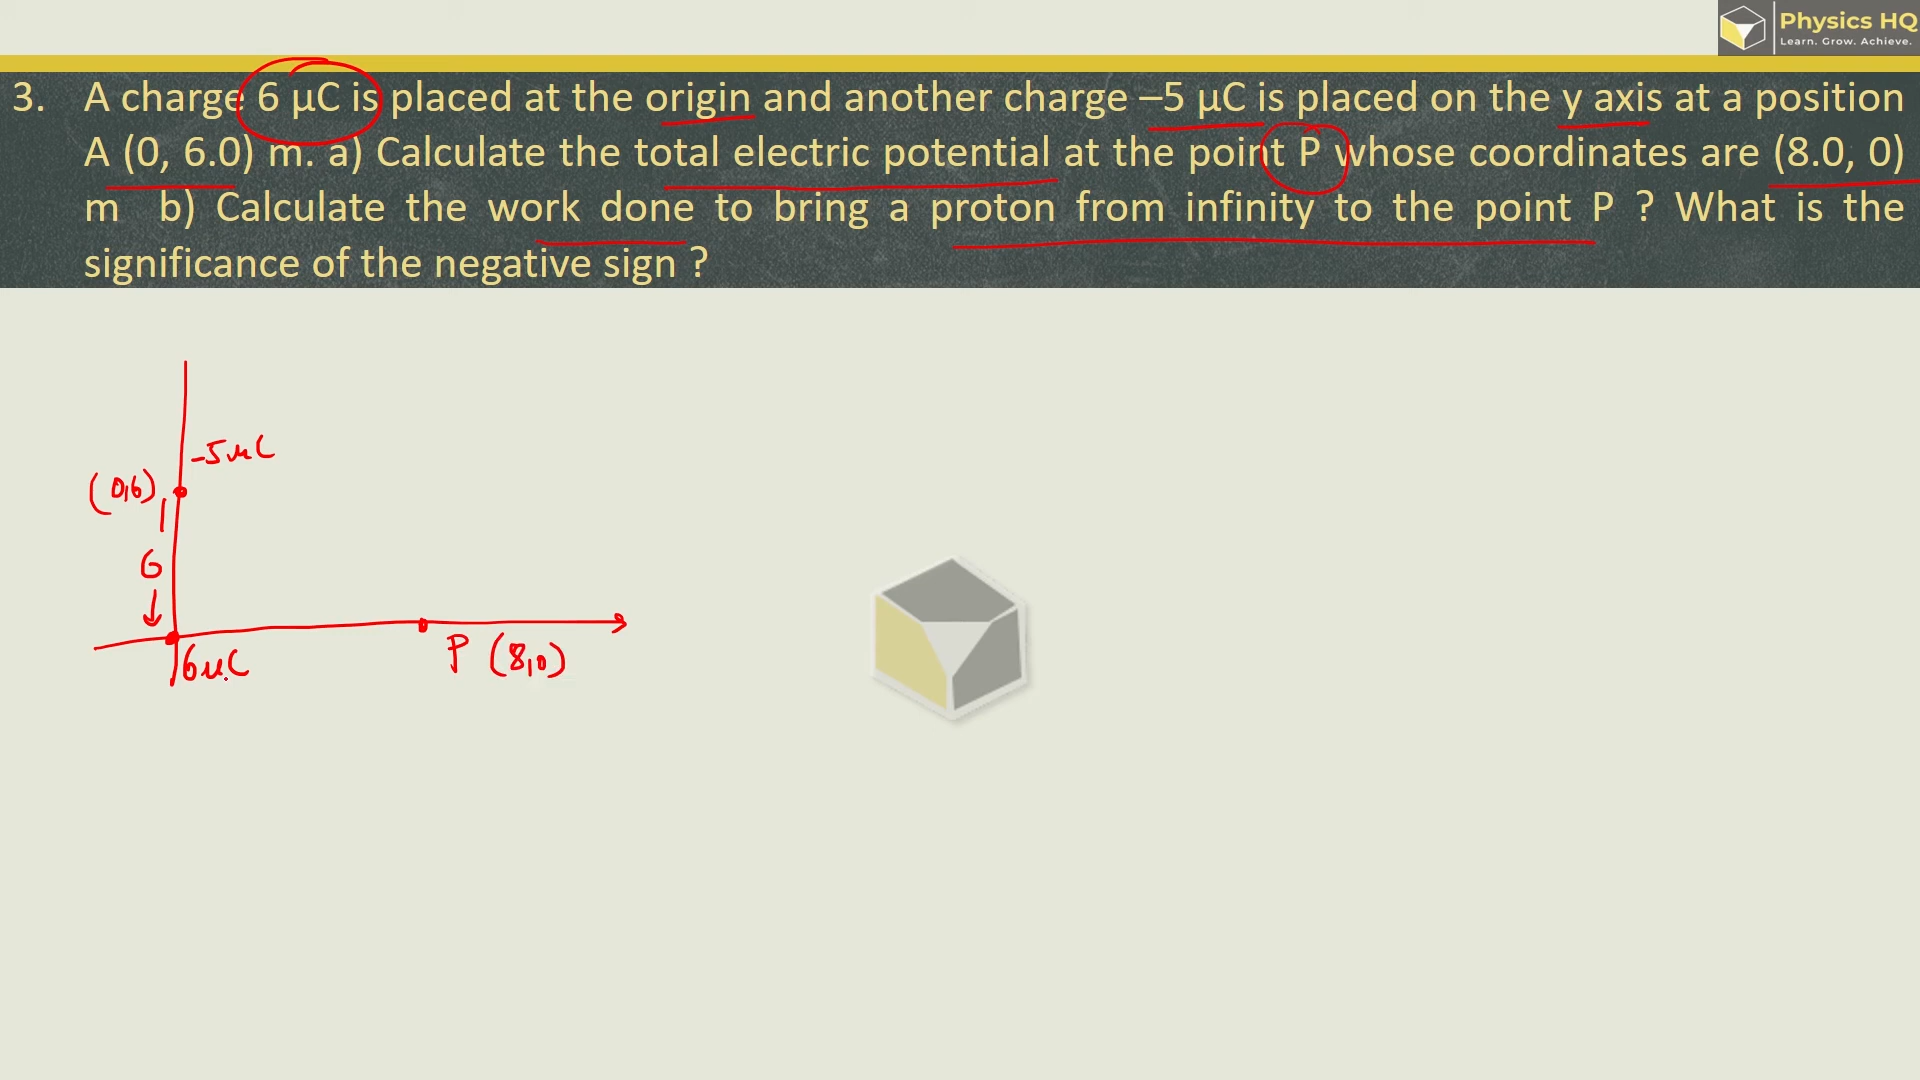 Physics HQ
Learn. Grow. Achieve.
3. A charge 6 µC is placed at the origin and another charge –5 µC is placed on the y axis at a position
A (0, 6.0) m. a) Calculate the total electric potential at the point P whose coordinates are (8.0, 0)
m b) Calculate the work done to bring a proton from infinity to the point P ? What is the
significance of the negative sign ?
-5µC
(0,6)
6
6µC
P (8,0)